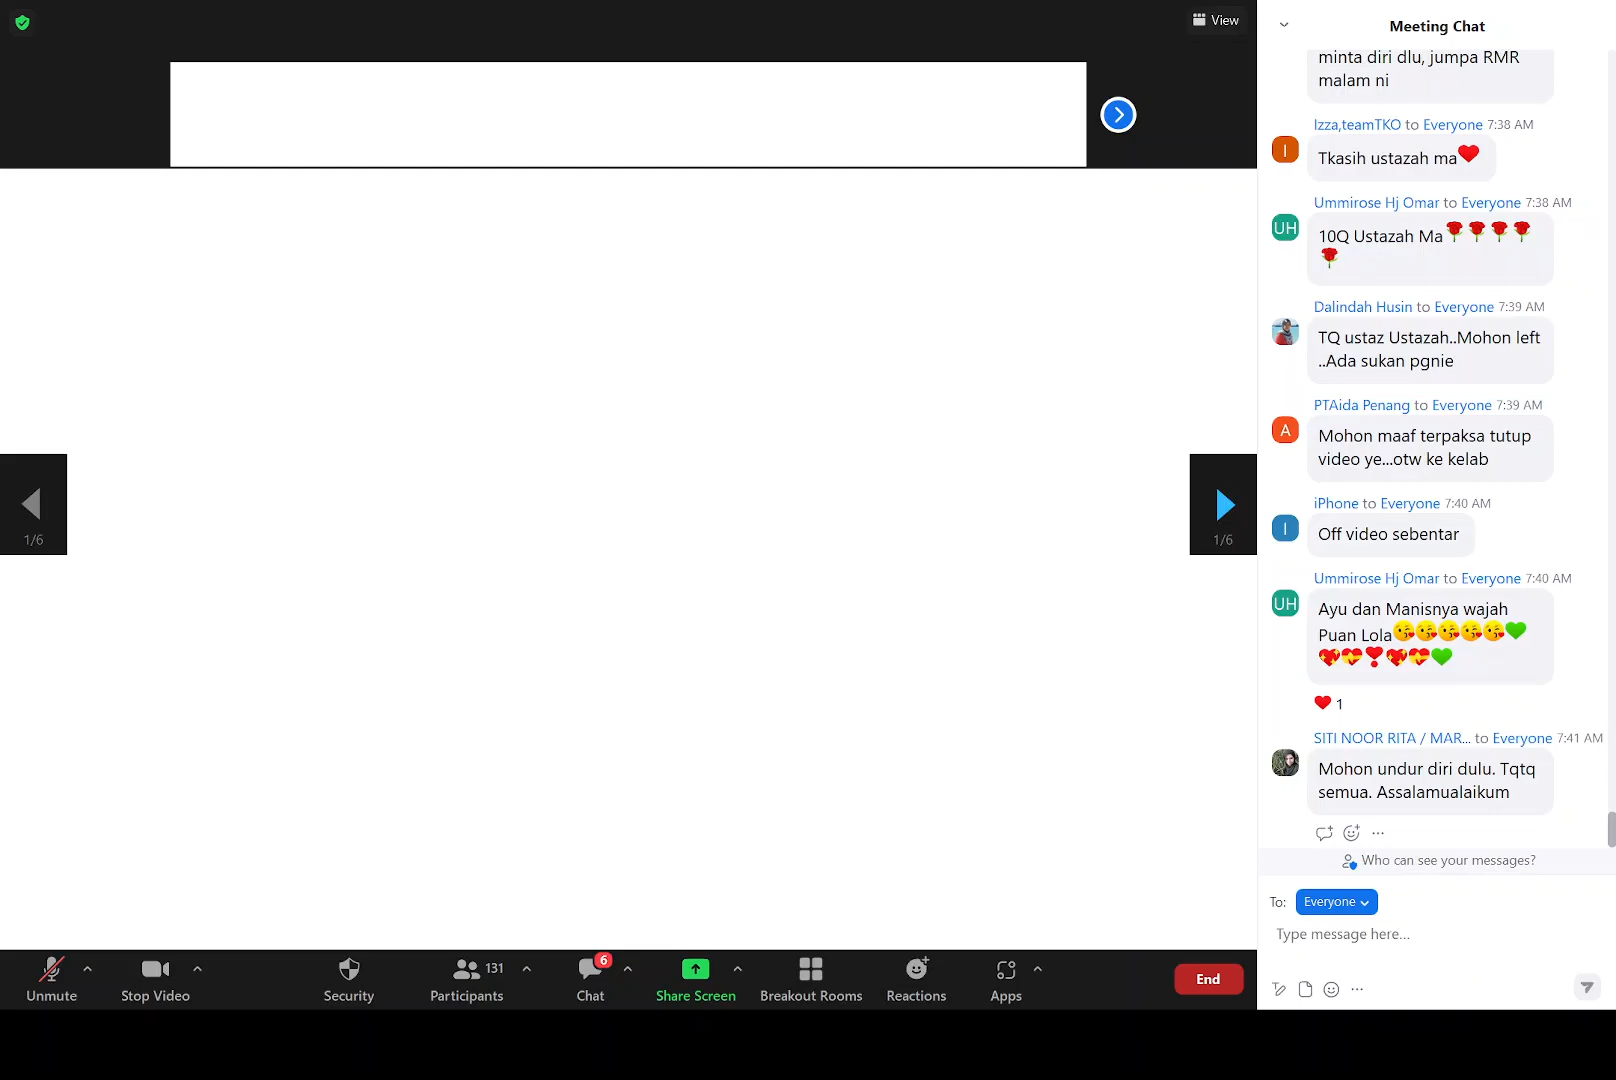 View
1/6
1/6
Unmute
Stop Video
Security
Participants
131
Chat
6
Share Screen
Breakout Rooms
Reactions
Apps
End
Meeting Chat
minta diri dlu, jumpa RMR
malam ni
Izza,teamTKO to Everyone 7:38 AM
I
Tkasih ustazah ma❤️
Ummirose Hj Omar to Everyone 7:38 AM
UH
10Q Ustazah Ma🌹🌹🌹🌹
🌹
Dalindah Husin to Everyone 7:39 AM
TQ ustaz Ustazah..Mohon left
..Ada sukan pgnie
PTAida Penang to Everyone 7:39 AM
A
Mohon maaf terpaksa tutup
video ye...otw ke kelab
iPhone to Everyone 7:40 AM
I
Off video sebentar
Ummirose Hj Omar to Everyone 7:40 AM
UH
Ayu dan Manisnya wajah
Puan Lola😘😘😘😘😘💚
💖💝❣️💖💝💚
❤️ 1
SITI NOOR RITA / MAR... to Everyone 7:41 AM
Mohon undur diri dulu. Tqtq
semua. Assalamualaikum
Who can see your messages?
To: Everyone
Type message here...